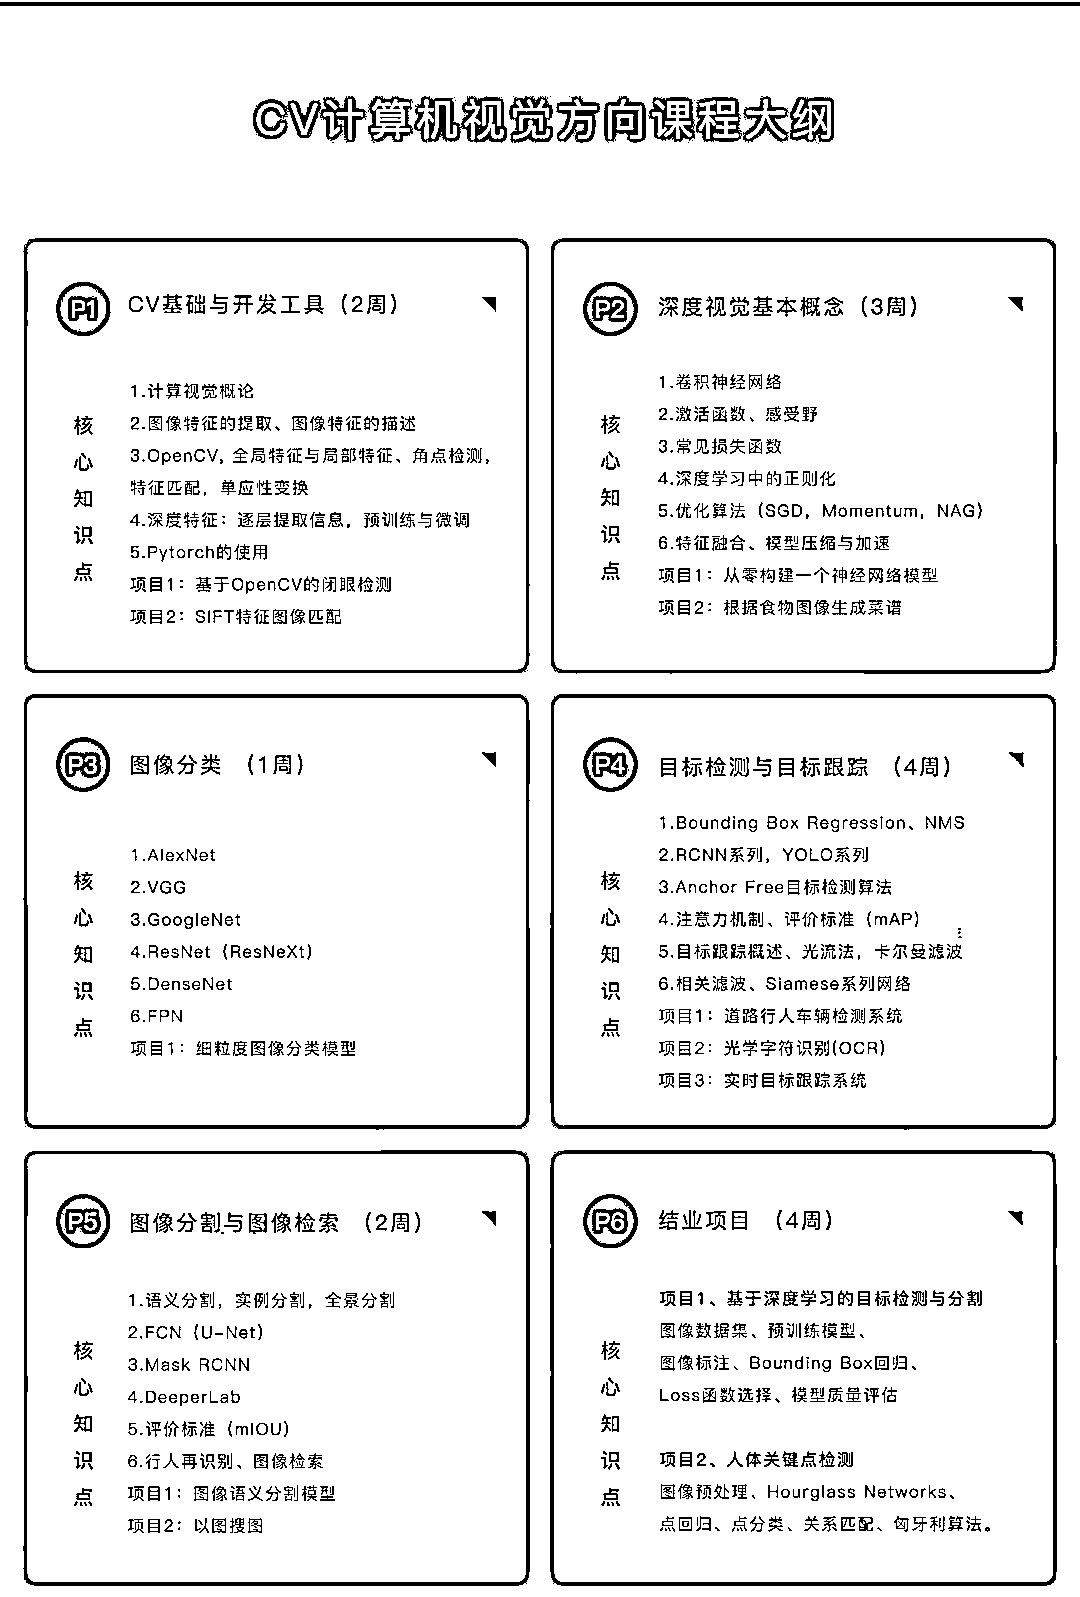 CV计算机视觉方向课程大纲
P1
CV基础与开发工具（2周）
核心知识点
1.计算视觉概论
2.图像特征的提取、图像特征的描述
3.OpenCV, 全局特征与局部特征、角点检测,
特征匹配，单应性变换
4.深度特征：逐层提取信息，预训练与微调
5.Pytorch的使用
项目1：基于OpenCV的闭眼检测
项目2：SIFT特征图像匹配
P2
深度视觉基本概念（3周）
核心知识点
1.卷积神经网络
2.激活函数、感受野
3.常见损失函数
4.深度学习中的正则化
5.优化算法（SGD，Momentum，NAG）
6.特征融合、模型压缩与加速
项目1：从零构建一个神经网络模型
项目2：根据食物图像生成菜谱
P3
图像分类 （1周）
核心知识点
1.AlexNet
2.VGG
3.GoogleNet
4.ResNet（ResNeXt）
5.DenseNet
6.FPN
项目1：细粒度图像分类模型
P4
目标检测与目标跟踪 （4周）
核心知识点
1.Bounding Box Regression、NMS
2.RCNN系列，YOLO系列
3.Anchor Free目标检测算法
4.注意力机制、评价标准（mAP）
5.目标跟踪概述、光流法，卡尔曼滤波
6.相关滤波、Siamese系列网络
项目1：道路行人车辆检测系统
项目2：光学字符识别(OCR)
项目3：实时目标跟踪系统
P5
图像分割与图像检索 （2周）
核心知识点
1.语义分割，实例分割，全景分割
2.FCN（U-Net）
3.Mask RCNN
4.DeeperLab
5.评价标准（mIOU）
6.行人再识别、图像检索
项目1：图像语义分割模型
项目2：以图搜图
P6
结业项目 （4周）
核心知识点
项目1、基于深度学习的目标检测与分割
图像数据集、预训练模型、
图像标注、Bounding Box回归、
Loss函数选择、模型质量评估
项目2、人体关键点检测
图像预处理、Hourglass Networks、
点回归、点分类、关系匹配、匈牙利算法。